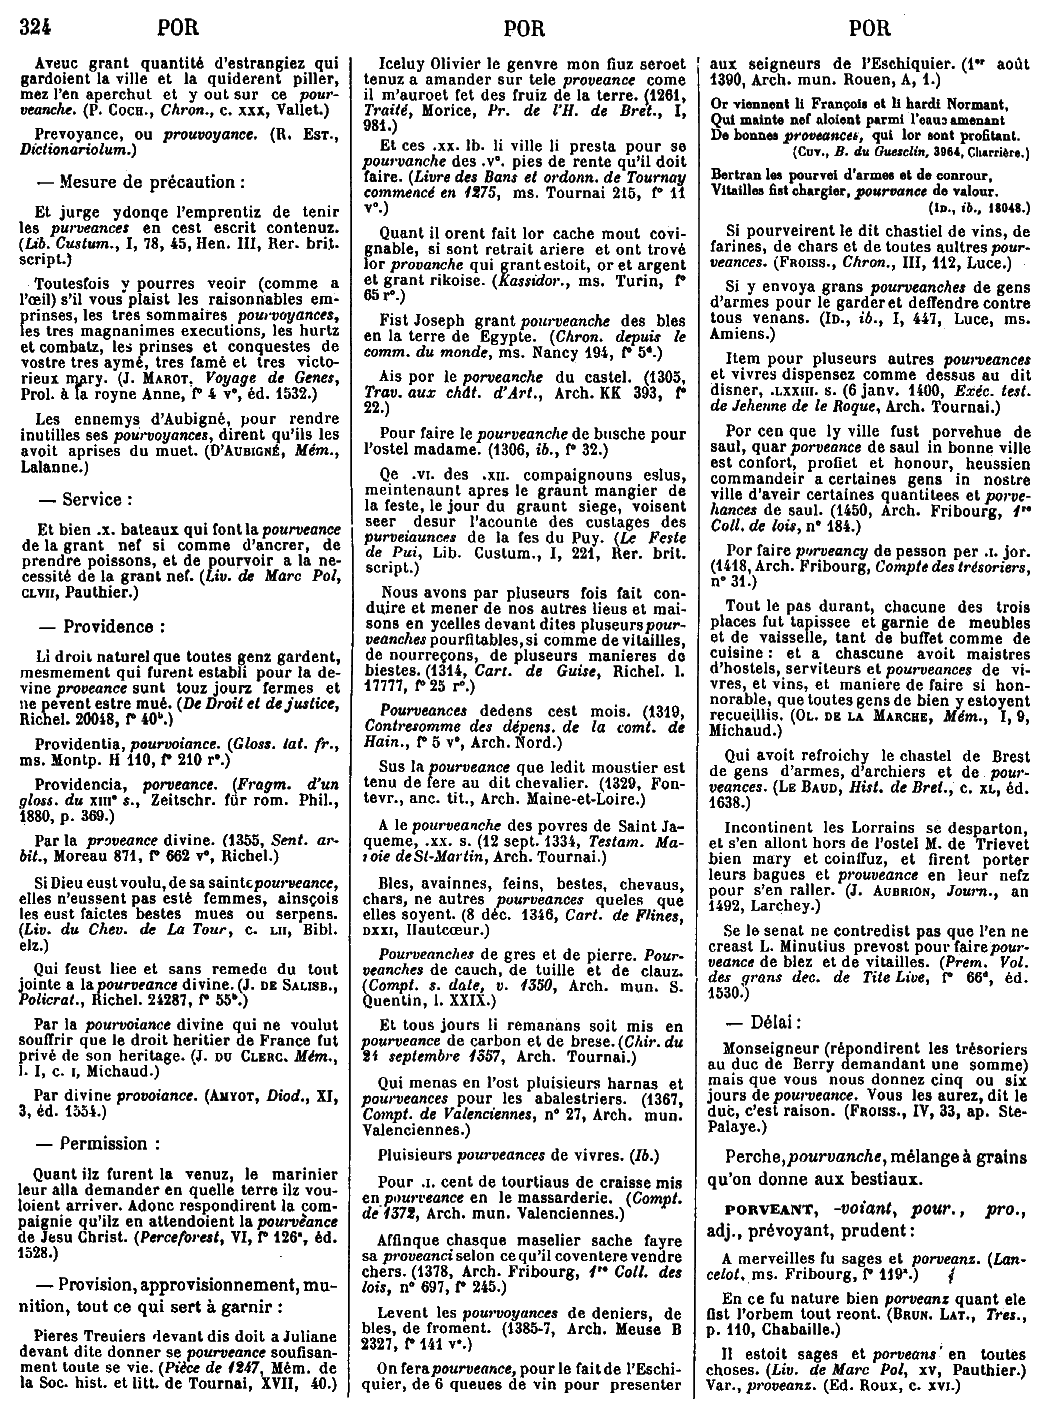 324 POR POR POR
Aveuc grant quantité d'estrangiez qui
gardoient la ville et la quiderent piller,
mez l'en aperchut et y out sur ce pour-
veanche. (P. Coch., Chron., c. xxx, Vallet.)
Prevoyance, ou prouvoyance. (R. Est.,
Dictionariolum.)
— Mesure de précaution :
Et jurge ydonqe l'emprentiz de tenir
les purveances en cest escrit contenuz.
(Lib. Custum., I, 78, 45, Hen. III, Rer. brit.
script.)
Toutesfois y pourres veoir (comme a
l'œil) s'il vous plaist les raisonnables em-
prinses, les tres sommaires pourvoyances,
les tres magnanimes executions, les hurtz
et combatz, les prinses et conquestes de
vostre tres aymé, tres famé et tres victo-
rieux mary. (J. Marot, Voyage de Genes,
Prol. à la royne Anne, f° 4 v°, éd. 1532.)
Les ennemys d'Aubigné, pour rendre
inutilles ses pourvoyances, dirent qu'ils les
avoit aprises du muet. (D'Aubigné, Mém.,
Lalanne.)
— Service :
Et bien .x. bateaux qui font la pourveance
de la grant nef si comme d'ancrer, de
prendre poissons, et de pourvoir a la ne-
cessité de la grant nef. (Liv. de Marc Pol,
CLVII, Pauthier.)
— Providence :
Li droit naturel que toutes genz gardent,
mesmement qui furent establi pour la de-
vine proveance sunt touz jourz fermes et
ne pevent estre mué. (De Droit et de justice,
Richel. 20048, f° 40ᵇ.)
Providentia, pourvoiance. (Gloss. lat. fr.,
ms. Montp. H 110, f° 210 r°.)
Providencia, porveance. (Fragm. d'un
gloss. du XIIIᵉ s., Zeitschr. für rom. Phil.,
1880, p. 369.)
Par la proveance divine. (1355, Sent. ar-
bit., Moreau 871, f° 662 v°, Richel.)
Si Dieu eust voulu, de sa sainte pourveance,
elles n'eussent pas esté femmes, ainsçois
les eust faictes bestes mues ou serpens.
(Liv. du Chev. de La Tour, c. LII, Bibl.
elz.)
Qui feust liee et sans remede du tout
jointe a la pourveance divine. (J. de Salisb.,
Policrat., Richel. 24287, f° 55ᵇ.)
Par la pourvoiance divine qui ne voulut
souffrir que le droit heritier de France fut
privé de son heritage. (J. du Clerc. Mém.,
l. I, c. I, Michaud.)
Par divine provoiance. (Amyot, Diod., XI,
3, éd. 1554.)
— Permission :
Quant ilz furent la venuz, le marinier
leur alla demander en quelle terre ilz vou-
loient arriver. Adonc respondirent la com-
paignie qu'ilz en attendoient la pourvëance
de Jesu Christ. (Perceforest, VI, f° 126ᵃ, éd.
1528.)
— Provision, approvisionnement, mu-
nition, tout ce qui sert à garnir :
Pieres Treuiers devant dis doit a Juliane
devant dite donner se pourveance soufisan-
ment toute se vie. (Pièce de 1247, Mém. de
la Soc. hist. et litt. de Tournai, XVII, 40.)
Iceluy Olivier le genvre mon fiuz seroet
tenuz a amander sur tele proveance come
il m'auroet fet des fruiz de la terre. (1261,
Traité, Morice, Pr. de l'H. de Bret., I,
981.)
Et ces .xx. lb. li ville li presta pour se
pourvanche des .v°. pies de rente qu'il doit
faire. (Livre des Bans et ordonn. de Tournay
commencé en 1275, ms. Tournai 215, f° 11
v°.)
Quant il orent fait lor cache mout covi-
gnable, si sont retrait ariere et ont trové
lor provanche qui grant estoit, or et argent
et grant rikoise. (Kassidor., ms. Turin, f°
65 r°.)
Fist Joseph grant pourveanche des bles
en la terre de Egypte. (Chron. depuis le
comm. du monde, ms. Nancy 194, f° 5ᵈ.)
Ais por le porveanche du castel. (1305,
Trav. aux chât. d'Art., Arch. KK 393, f°
22.)
Pour faire le pourveanche de busche pour
l'ostel madame. (1306, ib., f° 32.)
Qe .VI. des .XII. compaignouns eslus,
meintenaunt apres le graunt mangier de
la feste, le jour du graunt siege, voisent
seer desur l'acounte des custages des
purveiaunces de la fes du Puy. (Le Feste
de Pui, Lib. Custum., I, 221, Rer. brit.
script.)
Nous avons par pluseurs fois fait con-
duire et mener de nos autres lieus et mai-
sons en ycelles devant dites pluseurs pour-
veanches pourfitables, si comme de vitailles,
de nourreçons, de pluseurs manieres de
biestes. (1314, Cart. de Guise, Richel. l.
17777, f° 25 r°.)
Pourveances dedens cest mois. (1319,
Contresomme des dépens. de la comt. de
Hain., f° 5 v°, Arch. Nord.)
Sus la pourveance que ledit moustier est
tenu de fere au dit chevalier. (1329, Fon-
tevr., anc. tit., Arch. Maine-et-Loire.)
A le pourveanche des povres de Saint Ja-
queme, .xx. s. (12 sept. 1334, Testam. Ma-
roie de St-Martin, Arch. Tournai.)
Bles, avainnes, feins, bestes, chevaus,
chars, ne autres pourveances queles que
elles soyent. (8 déc. 1346, Cart. de Flines,
DXXI, Hautcœur.)
Pourveanches de gres et de pierre. Pour-
veanches de cauch, de tuille et de clauz.
(Compt. s. date, v. 1350, Arch. mun. S.
Quentin, l. XXIX.)
Et tous jours li remanans soit mis en
pourveance de carbon et de brese. (Chir. du
21 septembre 1357, Arch. Tournai.)
Qui menas en l'ost pluisieurs harnas et
pourveances pour les abalestriers. (1367,
Compt. de Valenciennes, n° 27, Arch. mun.
Valenciennes.)
Pluisieurs pourveances de vivres. (Ib.)
Pour .I. cent de tourtiaus de craisse mis
en pourveance en le massarderie. (Compt.
de 1372, Arch. mun. Valenciennes.)
Affinque chasque maselier sache fayre
sa proveanci selon ce qu'il coventere vendre
chers. (1378, Arch. Fribourg, 1ʳᵉ Coll. des
lois, n° 697, f° 245.)
Levent les pourvoyances de deniers, de
bles, de froment. (1385-7, Arch. Meuse B
2327, f° 141 v°.)
On fera pourveance, pour le fait de l'Eschi-
quier, de 6 queues de vin pour presenter
aux seigneurs de l'Eschiquier. (1ᵉʳ août
1390, Arch. mun. Rouen, A, 1.)
Or viennent li François et li hardi Normant,
Qui mainte nef aloient parmi l'eaue amenant
De bonnes proveances, qui lor sont profitant.
(Cuv., B. du Guesclin, 3964, Charrière.)
Bertran les pourvei d'armes et de conrour,
Vitailles fist chargier, pourvance de valour.
(Id., ib., 18048.)
Si pourveirent le dit chastiel de vins, de
farines, de chars et de toutes aultres pour-
veances. (Froiss., Chron., III, 112, Luce.)
Si y envoya grans pourveanches de gens
d'armes pour le garder et deffendre contre
tous venans. (Id., ib., I, 447, Luce, ms.
Amiens.)
Item pour pluseurs autres pourveances
et vivres dispensez comme dessus au dit
disner, .LXXIII. s. (6 janv. 1400, Exéc. test.
de Jehenne de le Roque, Arch. Tournai.)
Por cen que ly ville fust porvehue de
saul, quar porveance de saul in bonne ville
est confort, profiet et honour, heussien
commandeir a certaines gens in nostre
ville d'aveir certaines quantitees et porve-
hances de saul. (1450, Arch. Fribourg, 1ʳᵉ
Coll. de lois, n° 184.)
Por faire porveancy de pesson per .I. jor.
(1418, Arch. Fribourg, Compte des trésoriers,
n° 31.)
Tout le pas durant, chacune des trois
places fut tapissee et garnie de meubles
et de vaisselle, tant de buffet comme de
cuisine : et a chascune avoit maistres
d'hostels, serviteurs et pourveances de vi-
vres, et vins, et maniere de faire si hon-
norable, que toutes gens de bien y estoyent
recueillis. (Ol. de la Marche, Mém., I, 9,
Michaud.)
Qui avoit refroichy le chastel de Brest
de gens d'armes, d'archiers et de pour-
veances. (Le Baud, Hist. de Bret., c. XL, éd.
1638.)
Incontinent les Lorrains se desparton,
et s'en allont hors de l'ostel M. de Trievet
bien mary et coinffuz, et firent porter
leurs bagues et prouveance en leur nefz
pour s'en raller. (J. Aubrion, Journ., an
1492, Larchey.)
Se le senat ne contredist pas que l'en ne
creast L. Minutius prevost pour faire pour-
veance de blez et de vitailles. (Prem. Vol.
des grans dec. de Tite Live, f° 66ᵈ, éd.
1530.)
— Délai :
Monseigneur (répondirent les trésoriers
au duc de Berry demandant une somme)
mais que vous nous donnez cinq ou six
jours de pourveance. Vous les aurez, dit le
duc, c'est raison. (Froiss., IV, 33, ap. Ste-
Palaye.)
Perche, pourvanche, mélange à grains
qu'on donne aux bestiaux.
PORVEANT, -voiant, pour., pro.,
adj., prévoyant, prudent :
A merveilles fu sages et porveanz. (Lan-
celot, ms. Fribourg, f° 119ᵃ.)
En ce fu nature bien porveanz quant ele
fist l'orbem tout reont. (Brun. Lat., Tres.,
p. 110, Chabaille.)
Il estoit sages et porveans en toutes
choses. (Liv. de Marc Pol, xv, Pauthier.)
Var., proveanz. (Ed. Roux, c. XVI.)